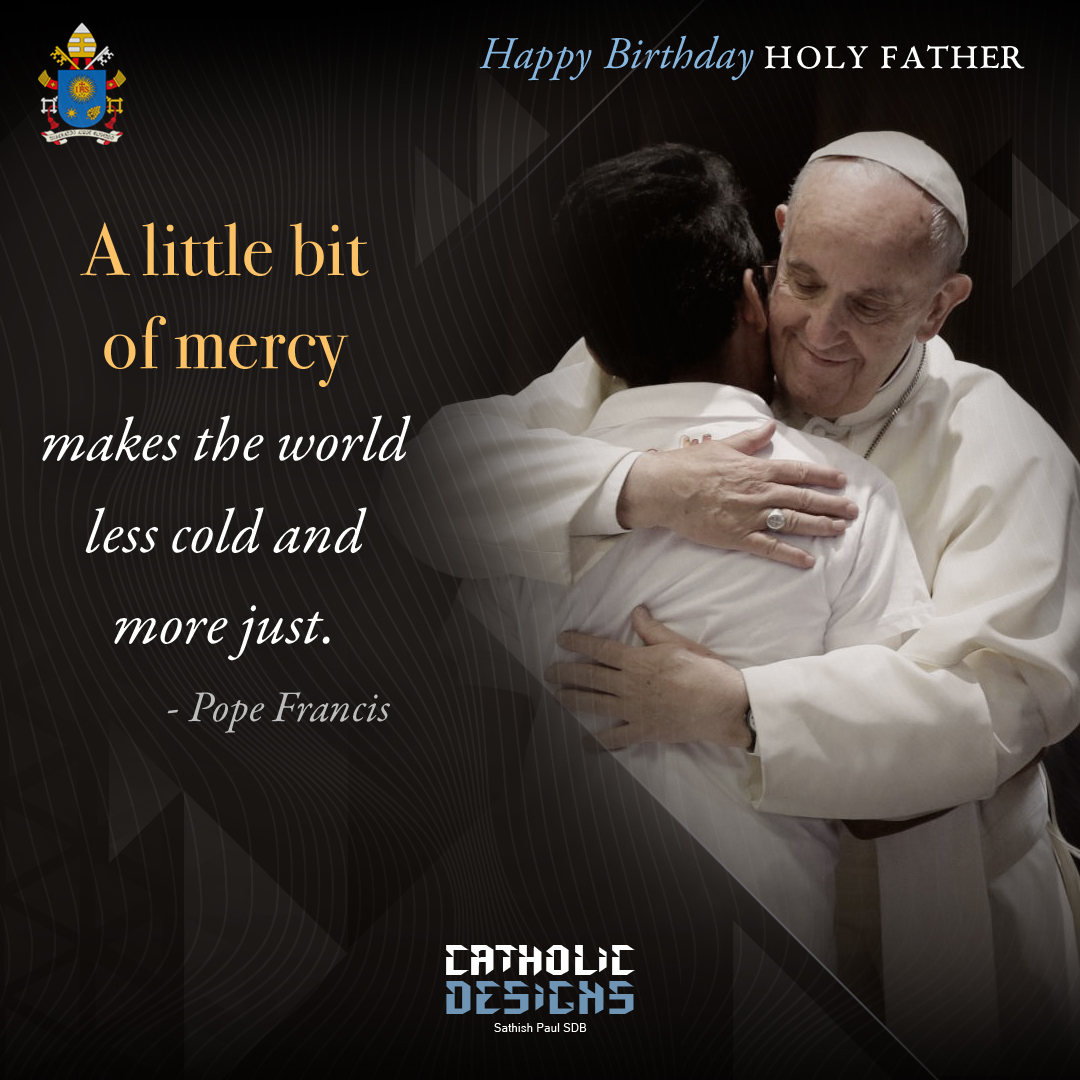 Happy Birthday HOLY FATHER
IHS
A little bit
of mercy
makes the world
less cold and
more just.
- Pope Francis
CATHOLIC
DESIGNS
Sathish Paul SDB